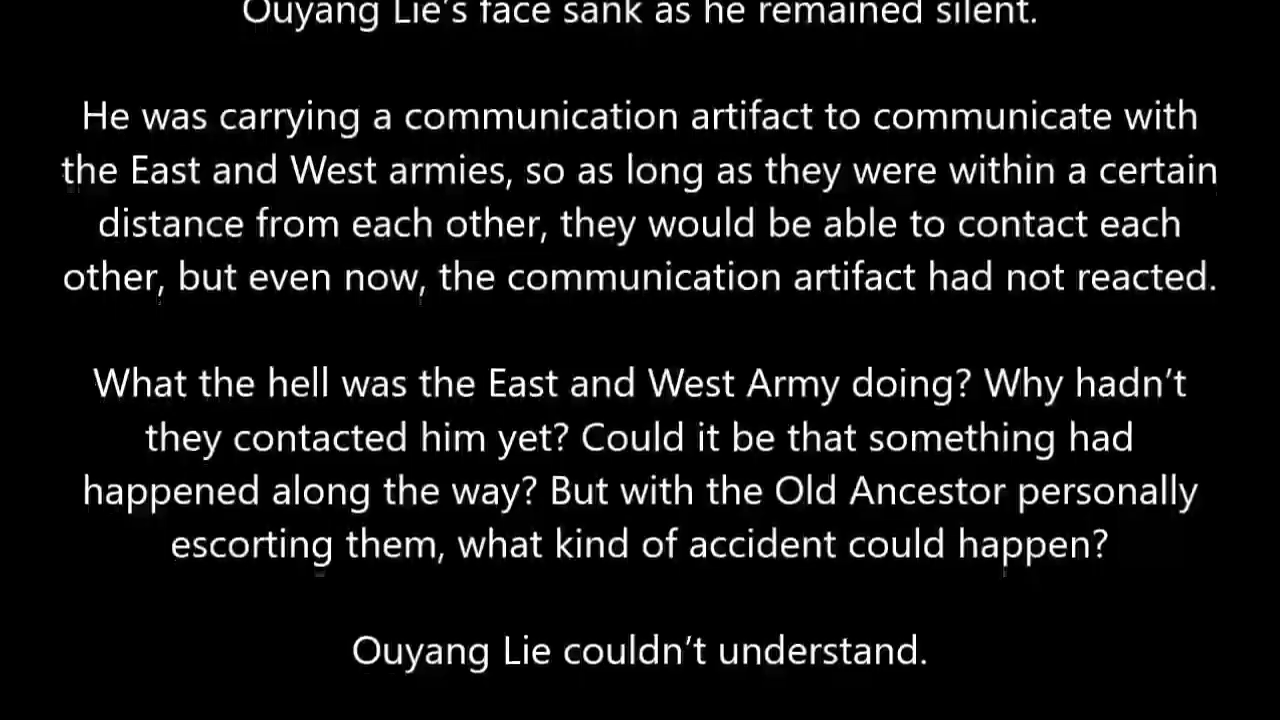 Ouyang Lie’s face sank as he remained silent.
He was carrying a communication artifact to communicate with
the East and West armies, so as long as they were within a certain
distance from each other, they would be able to contact each
other, but even now, the communication artifact had not reacted.
What the hell was the East and West Army doing? Why hadn’t
they contacted him yet? Could it be that something had
happened along the way? But with the Old Ancestor personally
escorting them, what kind of accident could happen?
Ouyang Lie couldn’t understand.